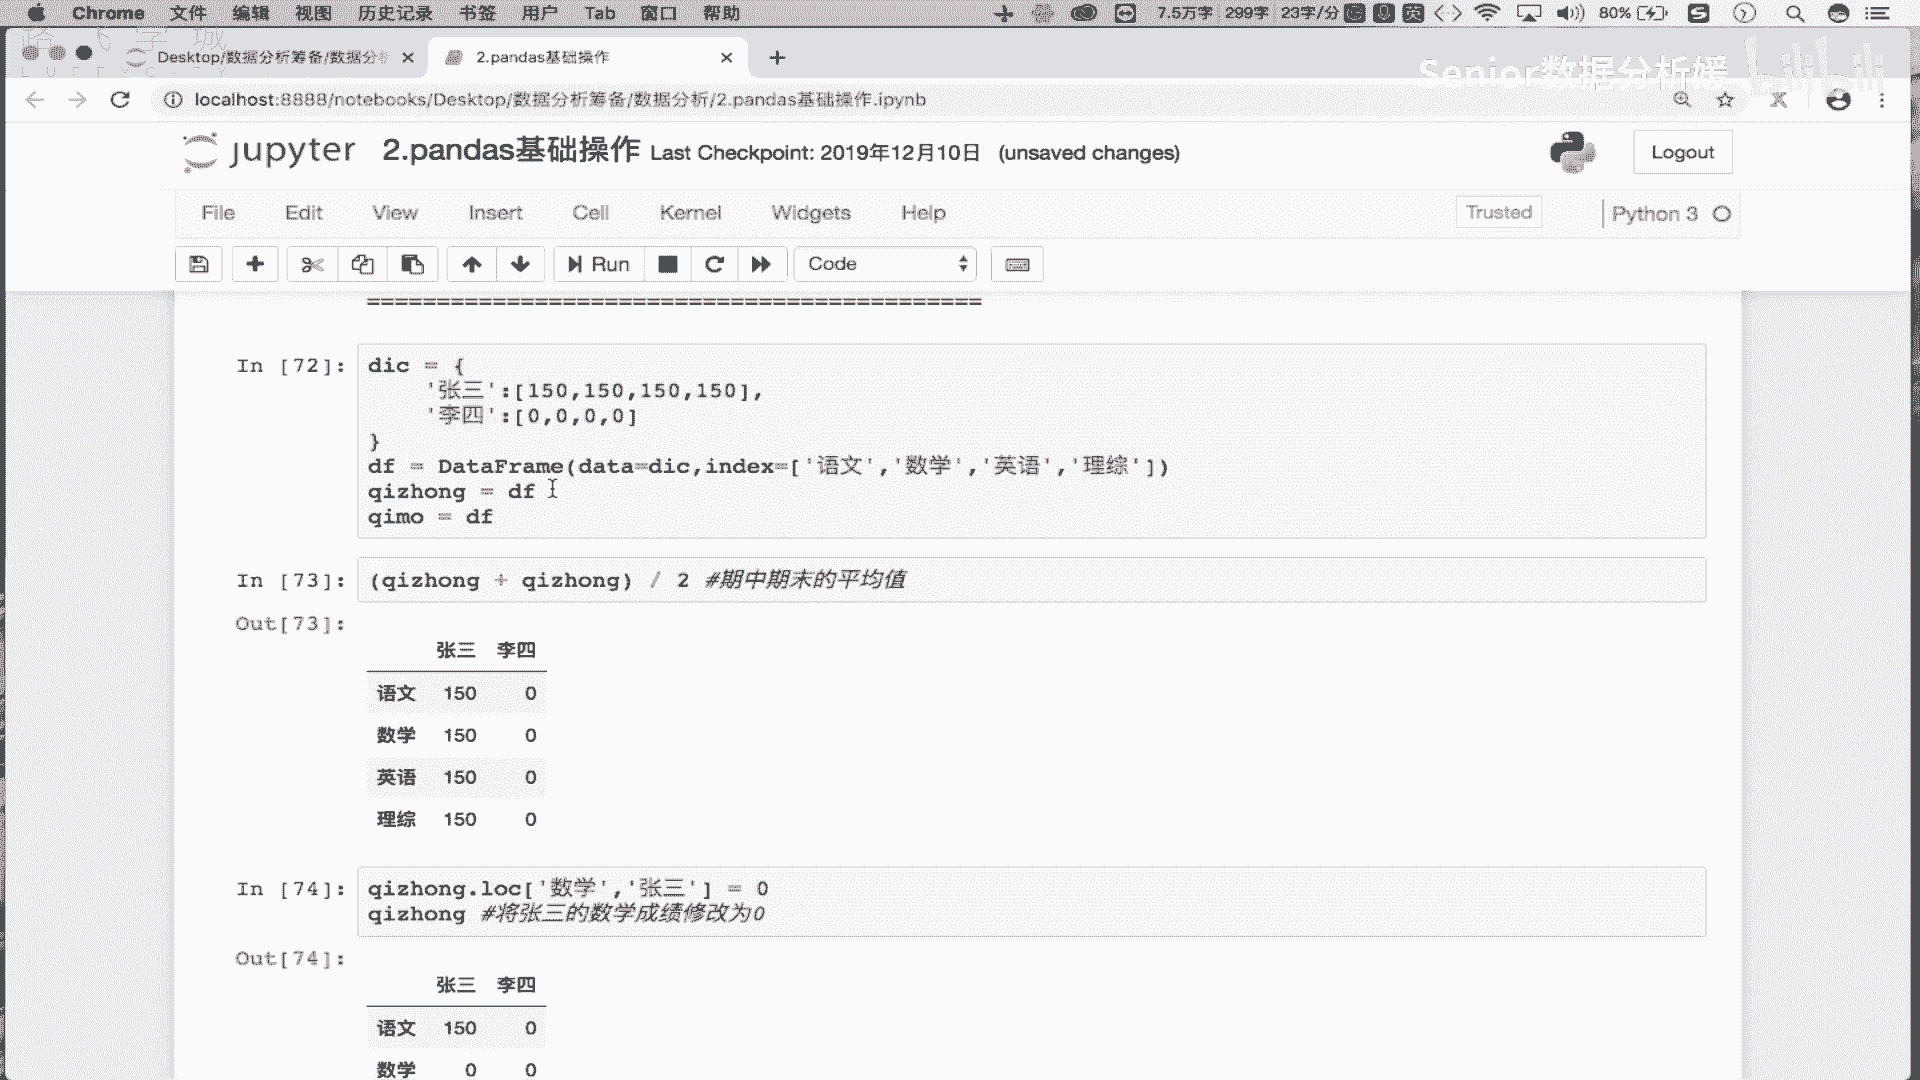 Chrome 文件 编辑 视图 历史记录 书签 用户 Tab 窗口 帮助 7.5万字 299字 23字/分 英 80%
Desktop/数据分析筹备/数据分析
2.pandas基础操作
Senior数据分析媛 bilibili
localhost:8888/notebooks/Desktop/数据分析筹备/数据分析/2.pandas基础操作.ipynb
jupyter 2.pandas基础操作 Last Checkpoint: 2019年12月10日 (unsaved changes)
Logout
File Edit View Insert Cell Kernel Widgets Help Trusted Python 3
Run Code
============================================
In [72]: dic = {
'张三':[150,150,150,150],
'李四':[0,0,0,0]
}
df = DataFrame(data=dic,index=['语文','数学','英语','理综'])
qizhong = df
qimo = df
In [73]: (qizhong + qizhong) / 2 #期中期末的平均值
Out[73]:
张三 李四
语文 150 0
数学 150 0
英语 150 0
理综 150 0
In [74]: qizhong.loc['数学','张三'] = 0
qizhong #将张三的数学成绩修改为0
Out[74]:
张三 李四
语文 150 0
数学 0 0